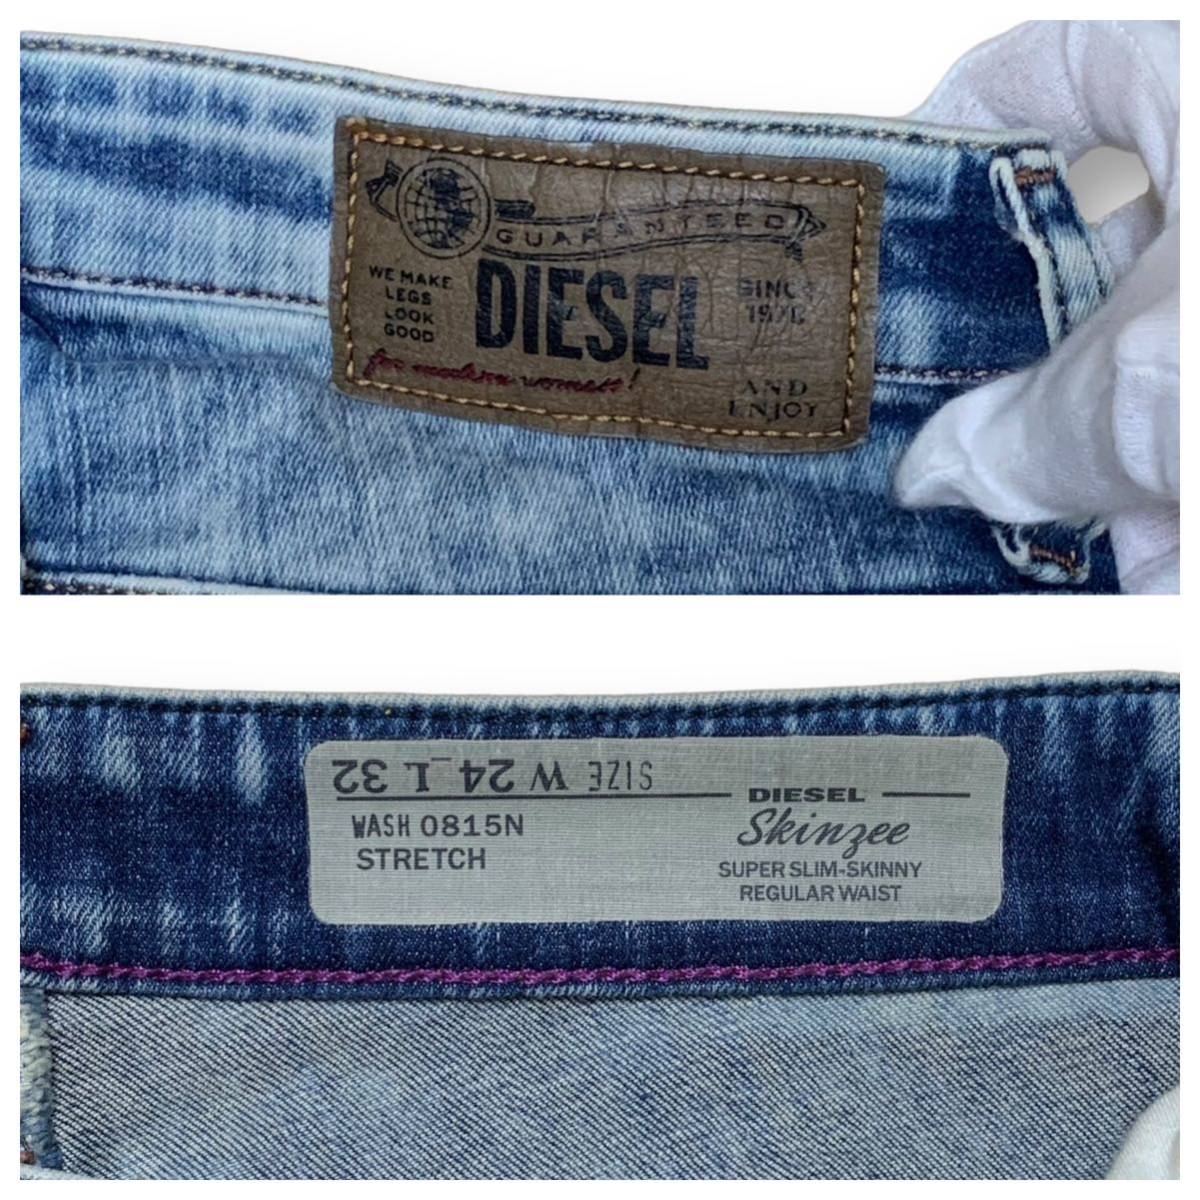 GUARANTEED
WE MAKE
LEGS
LOOK
GOOD
DIESEL
SINCE
1978
for modern women!
AND
ENJOY
SIZE W 24 L 32
WASH 0815N
STRETCH
DIESEL
Skinzee
SUPER SLIM-SKINNY
REGULAR WAIST